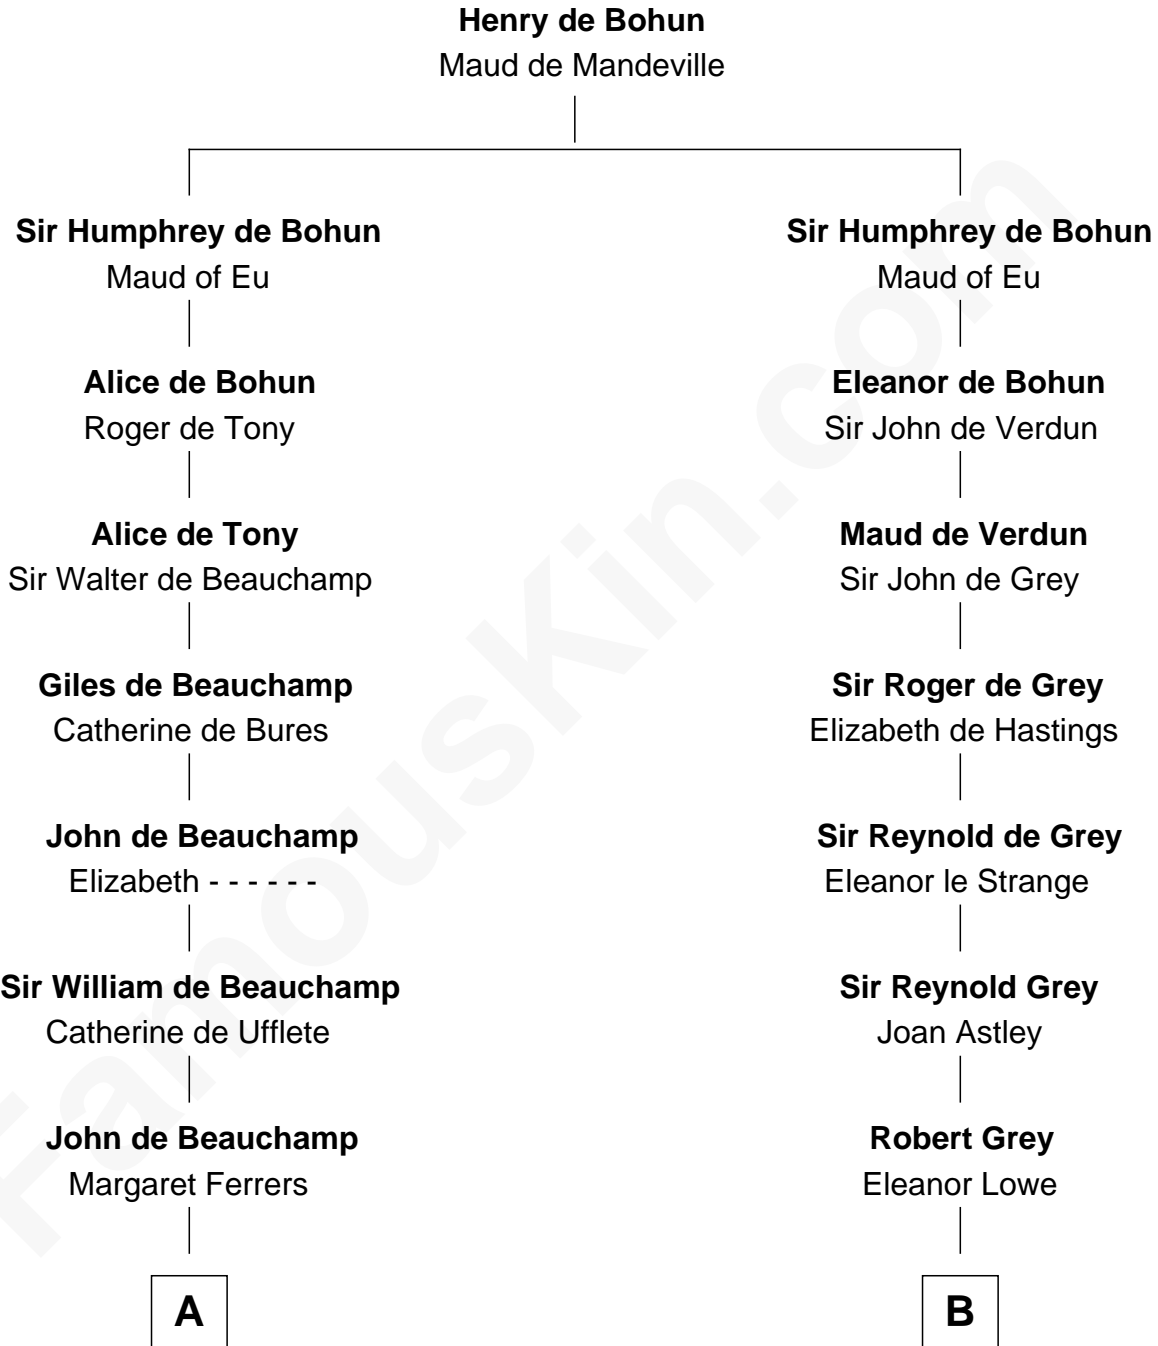 Henry de Bohun
Maud de Mandeville
Sir Humphrey de Bohun
Maud of Eu
Sir Humphrey de Bohun
Maud of Eu
Alice de Bohun
Roger de Tony
Eleanor de Bohun
Sir John de Verdun
Alice de Tony
Sir Walter de Beauchamp
Maud de Verdun
Sir John de Grey
Giles de Beauchamp
Catherine de Bures
Sir Roger de Grey
Elizabeth de Hastings
John de Beauchamp
Elizabeth - - - - - -
Sir Reynold de Grey
Eleanor le Strange
Sir William de Beauchamp
Catherine de Ufflete
Sir Reynold Grey
Joan Astley
John de Beauchamp
Margaret Ferrers
Robert Grey
Eleanor Lowe
A
B
FamousKin.com